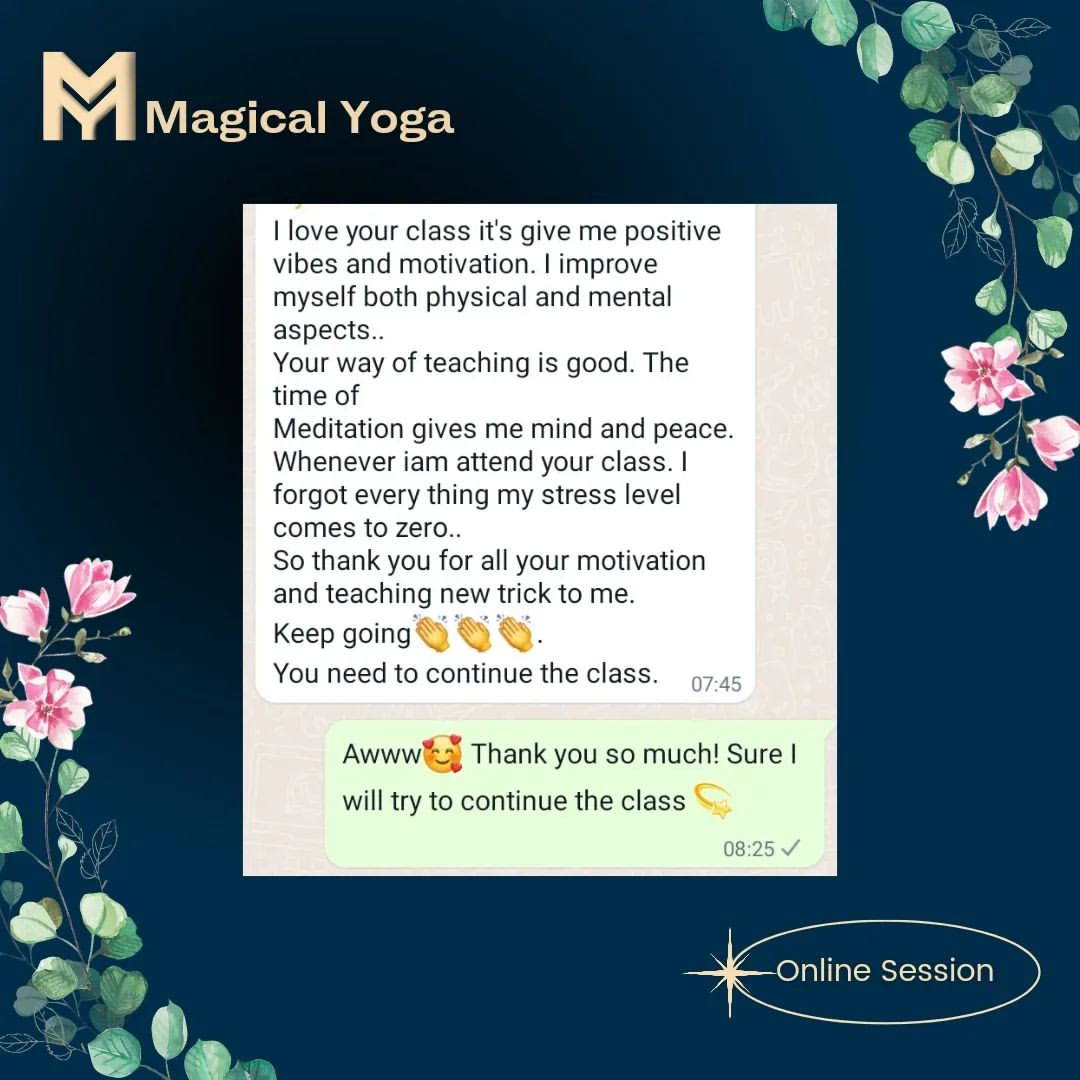 Magical Yoga
I love your class it's give me positive
vibes and motivation. I improve
myself both physical and mental
aspects..
Your way of teaching is good. The
time of
Meditation gives me mind and peace.
Whenever iam attend your class. I
forgot every thing my stress level
comes to zero..
So thank you for all your motivation
and teaching new trick to me.
Keep going👏👏👏.
You need to continue the class. 07:45
Awww🥰 Thank you so much! Sure I
will try to continue the class 💫
08:25
Online Session